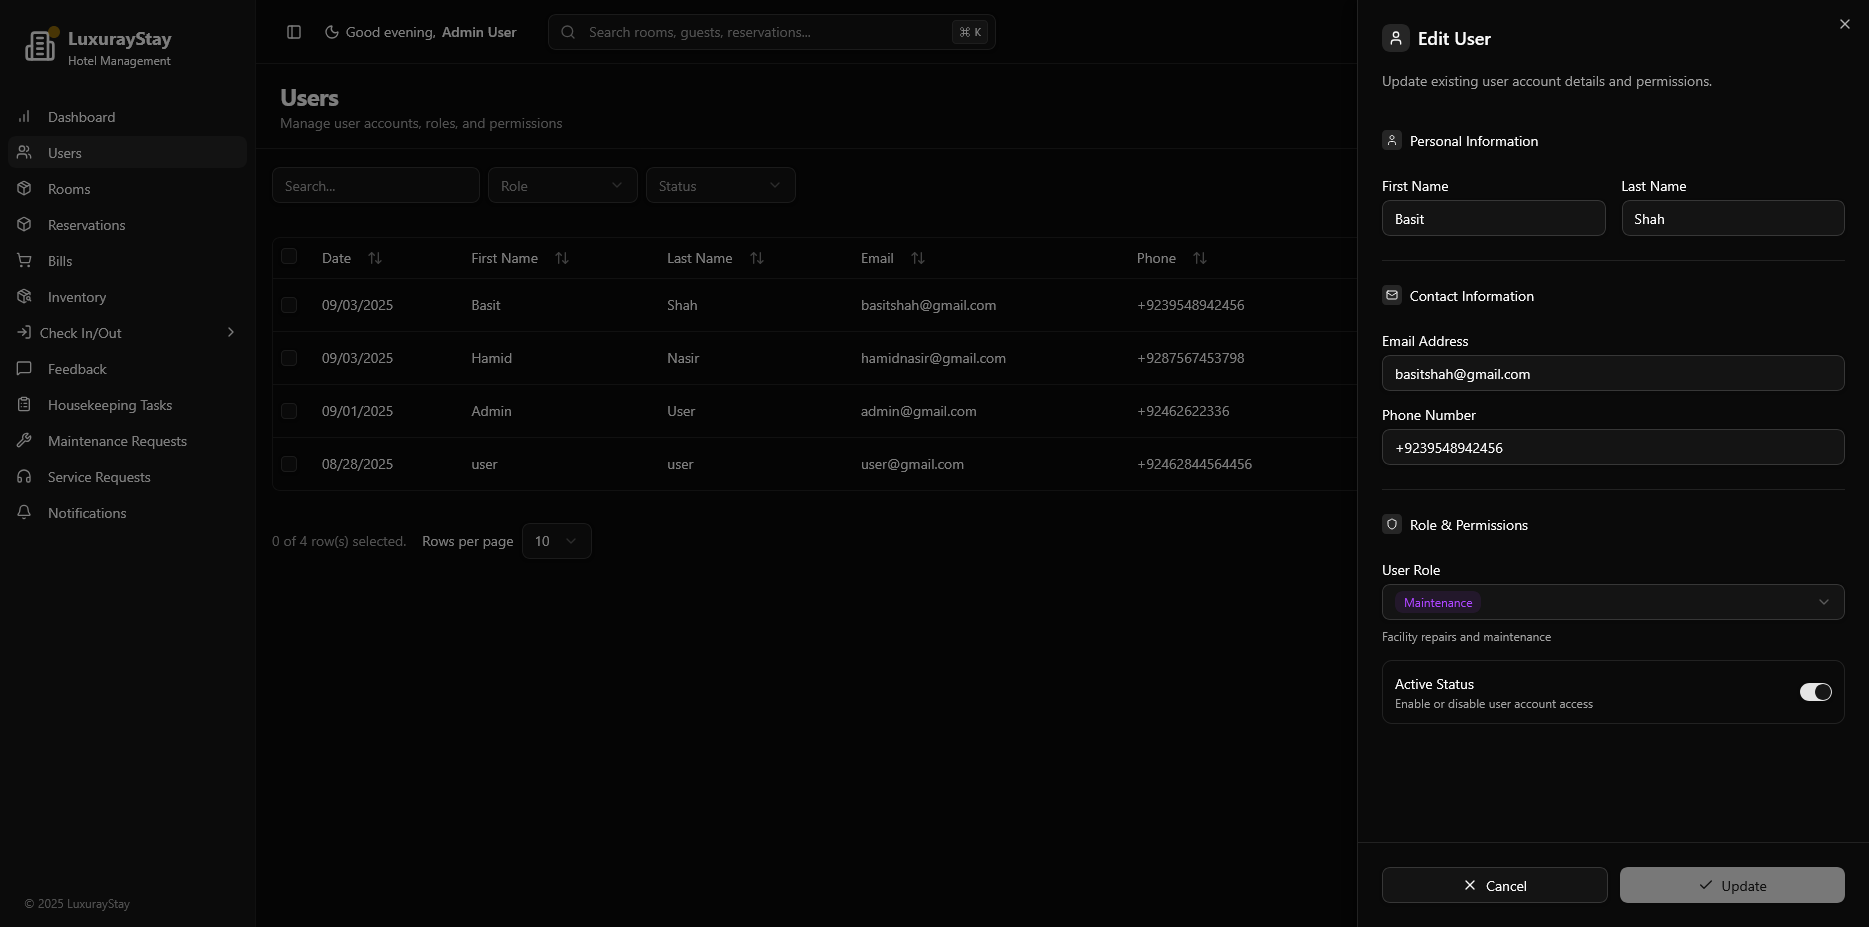 LuxurayStay
Hotel Management
Dashboard
Users
Rooms
Reservations
Bills
Inventory
Check In/Out
Feedback
Housekeeping Tasks
Maintenance Requests
Service Requests
Notifications
© 2025 LuxurayStay
Good evening, Admin User
Search rooms, guests, reservations...
⌘ K
Users
Manage user accounts, roles, and permissions
Search...
Role
Status
Date First Name Last Name Email Phone
09/03/2025 Basit Shah basitshah@gmail.com +9239548942456
09/03/2025 Hamid Nasir hamidnasir@gmail.com +9287567453798
09/01/2025 Admin User admin@gmail.com +92462622336
08/28/2025 user user user@gmail.com +92462844564456
0 of 4 row(s) selected. Rows per page 10
Edit User
Update existing user account details and permissions.
Personal Information
First Name Last Name
Basit Shah
Contact Information
Email Address
basitshah@gmail.com
Phone Number
+9239548942456
Role & Permissions
User Role
Maintenance
Facility repairs and maintenance
Active Status
Enable or disable user account access
Cancel Update